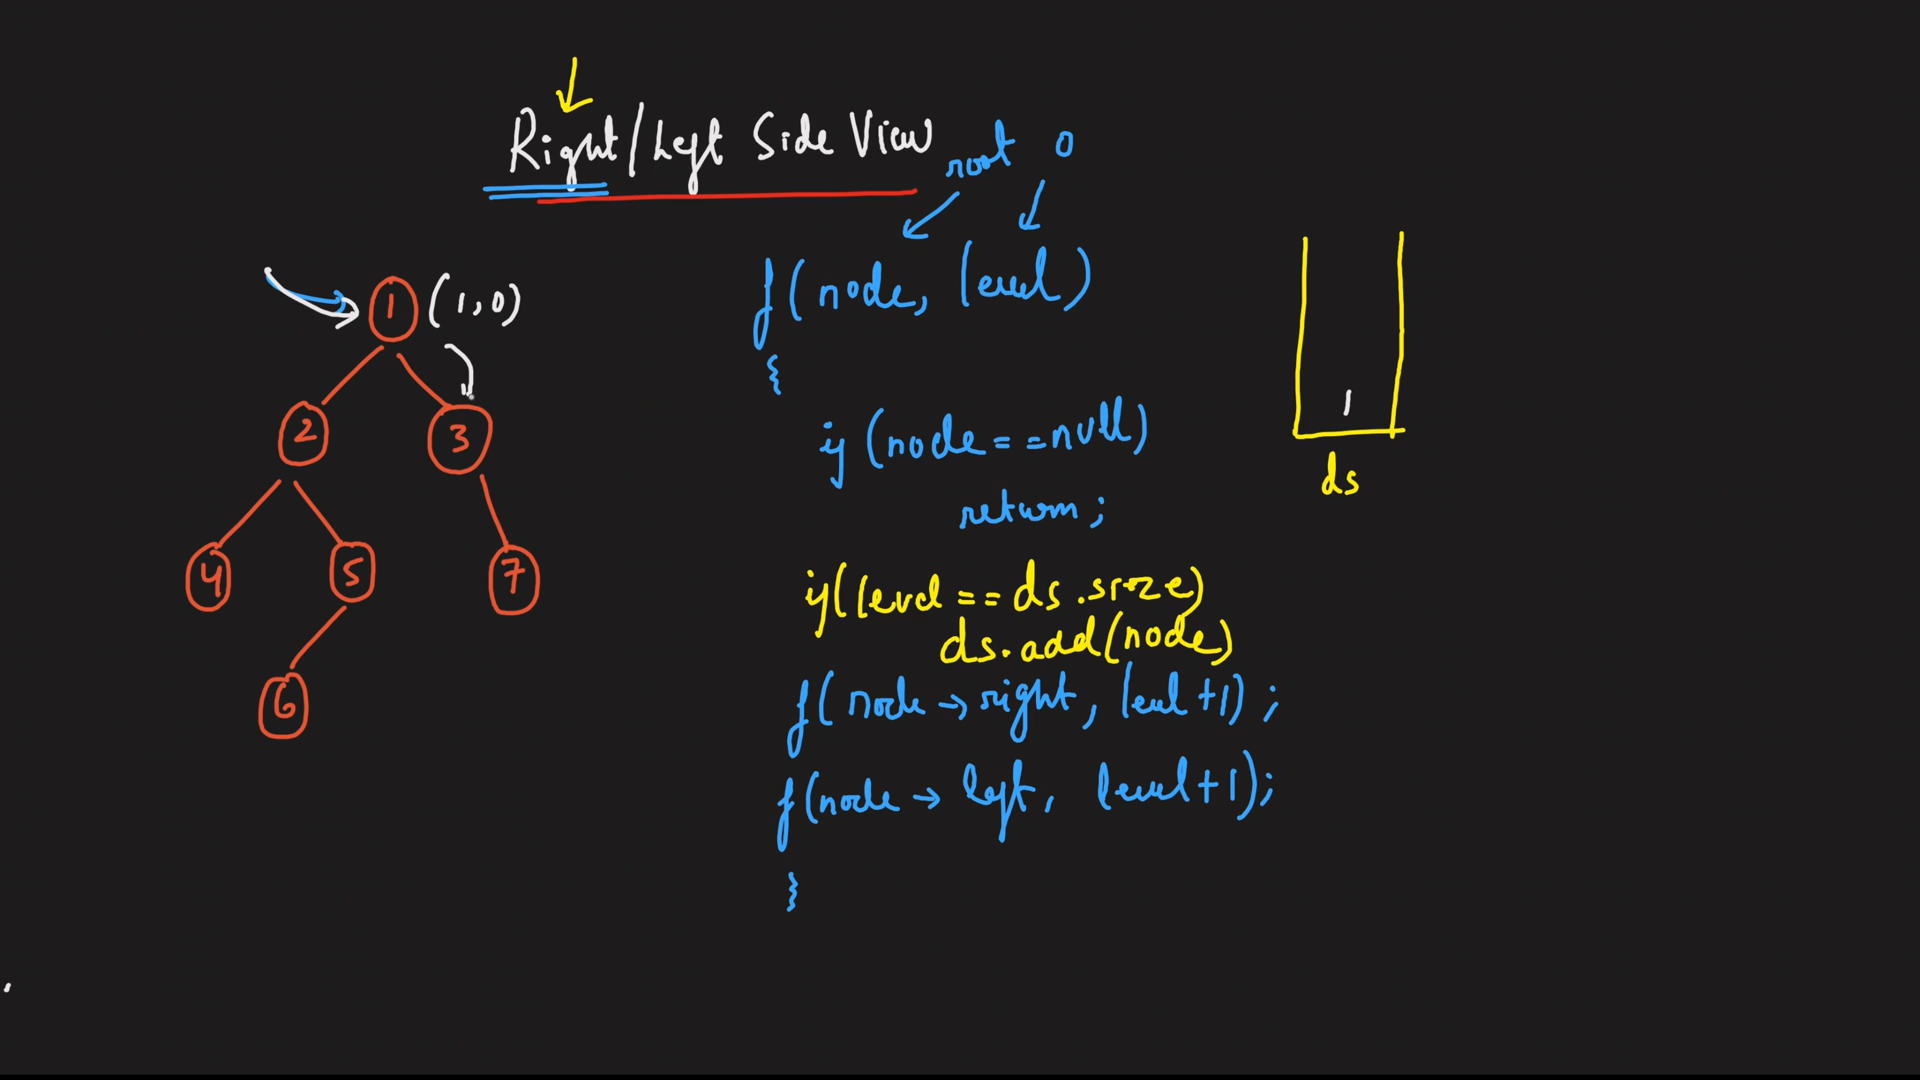 Right/Left Side View
root 0
f(node, level)
{
if (node==null)
return;
if(level == ds.size)
ds.add(node)
f(node→right, level+1);
f(node→left, level+1);
}
1 (1,0)
2 3
4 5 7
6
1
ds